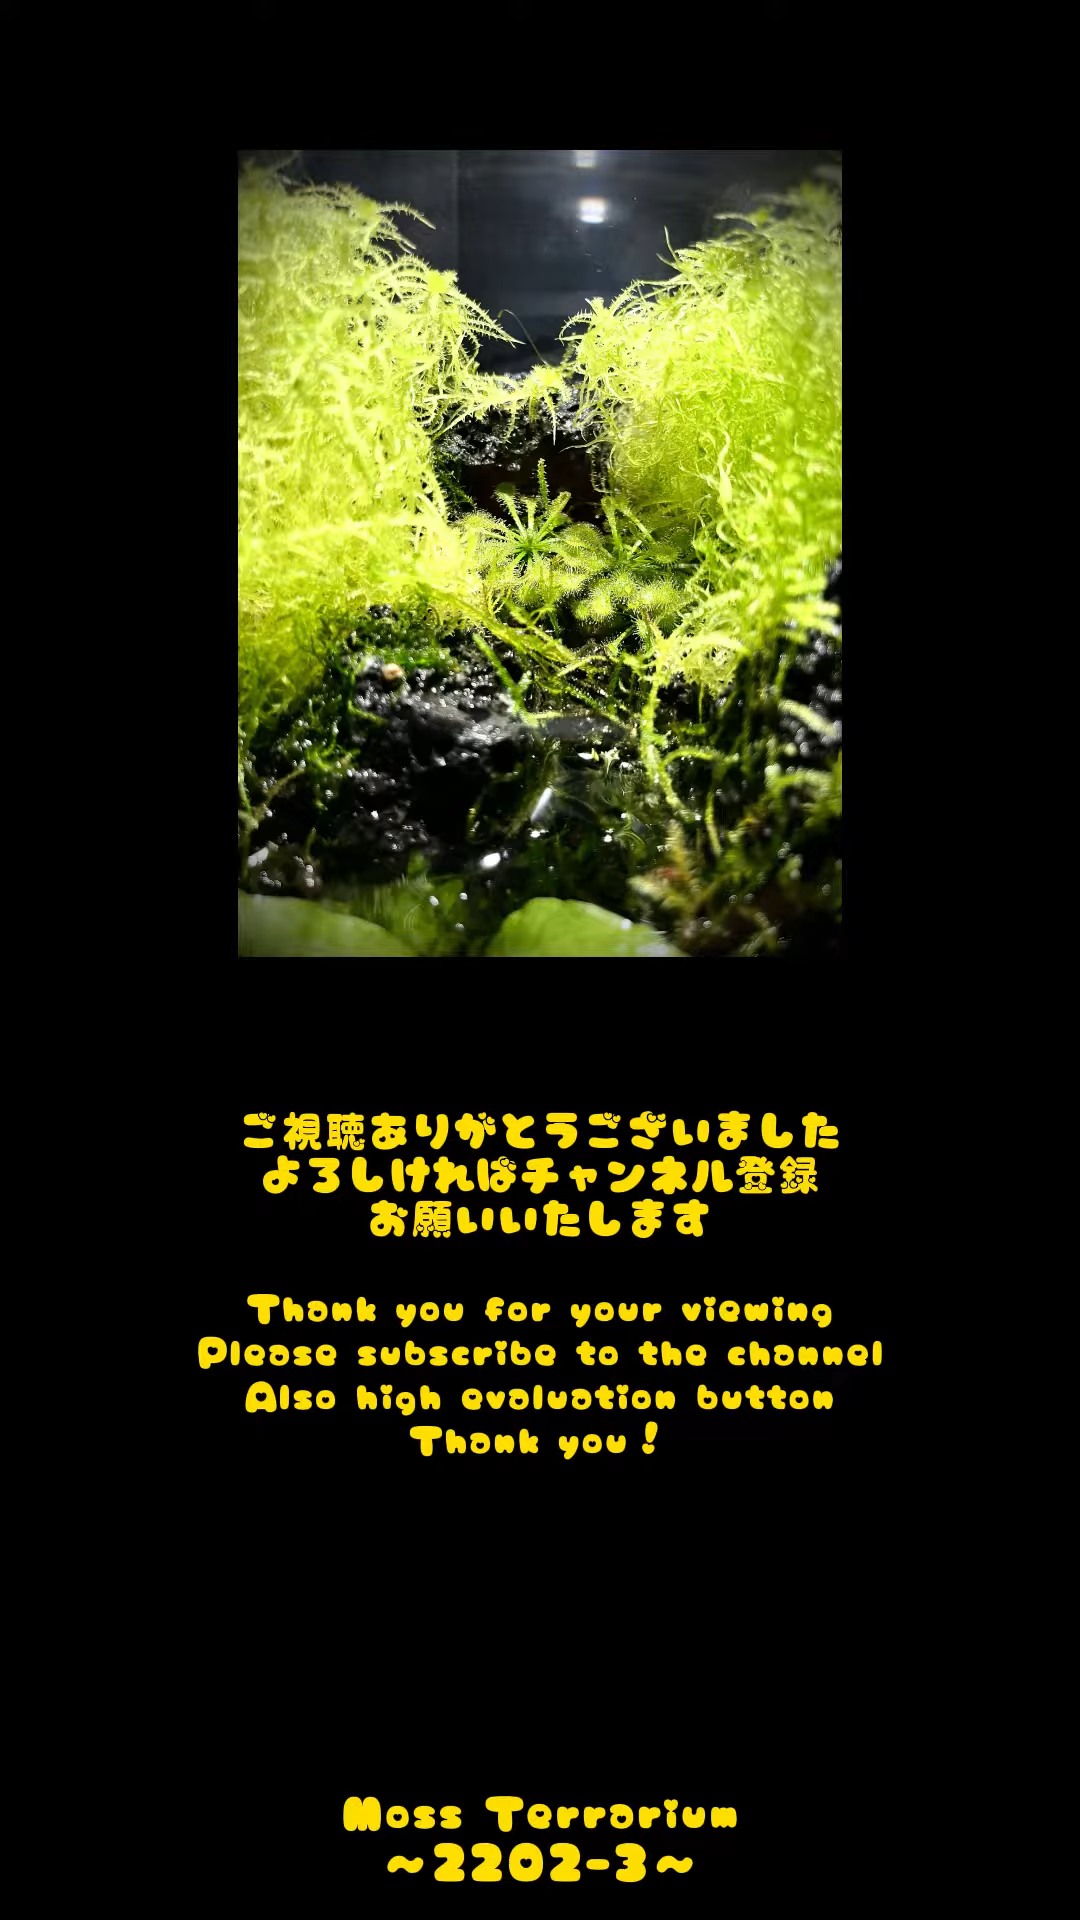 ご視聴ありがとうございました
よろしければチャンネル登録
お願いいたします
Thank you for your viewing
Please subscribe to the channel
Also high evaluation button
Thank you！
Moss Terrarium
～2202-3～